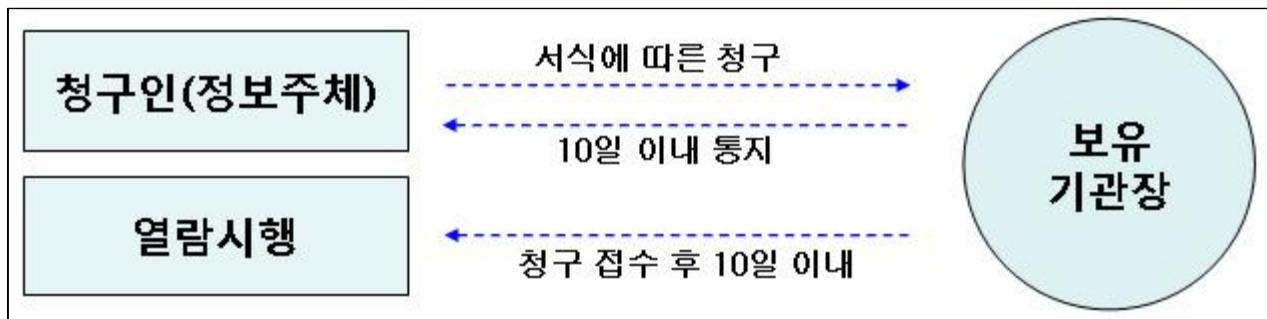 청구인(정보주체)
서식에 따른 청구
10일 이내 통지
열람시행
청구 접수 후 10일 이내
보유
기관장